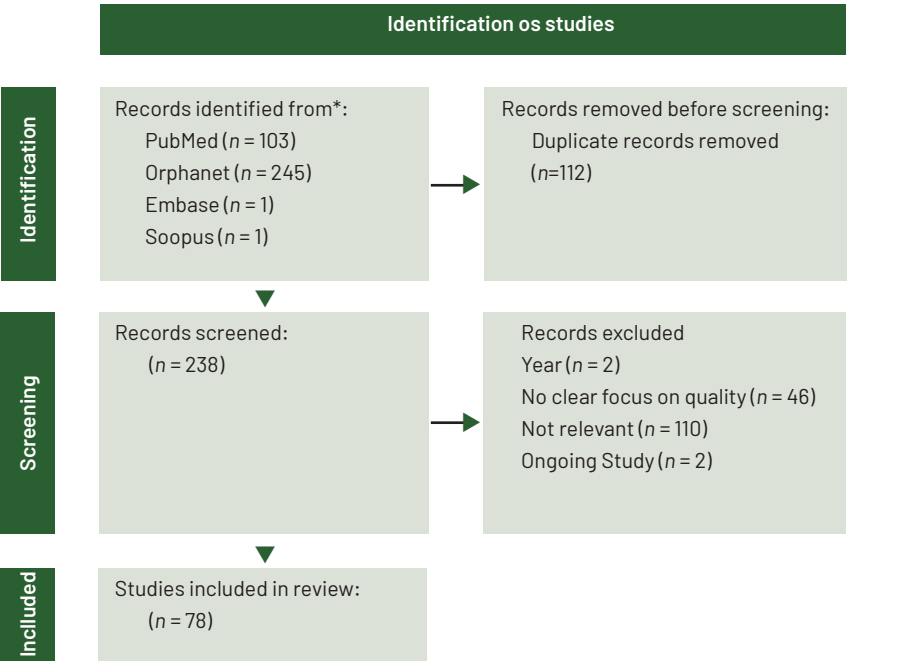 Identification os studies
Identification
Records identified from*:
PubMed (n = 103)
Orphanet (n = 245)
Embase (n = 1)
Soopus (n = 1)
Records removed before screening:
Duplicate records removed
(n=112)
Screening
Records screened:
(n = 238)
Records excluded
Year (n = 2)
No clear focus on quality (n = 46)
Not relevant (n = 110)
Ongoing Study (n = 2)
Inclluded
Studies included in review:
(n = 78)